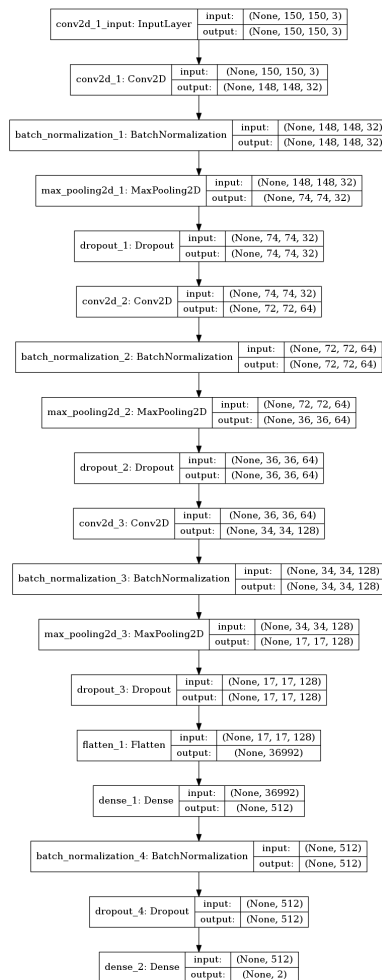 conv2d_1_input: InputLayer input: (None, 150, 150, 3)
output: (None, 150, 150, 3)
conv2d_1: Conv2D input: (None, 150, 150, 3)
output: (None, 148, 148, 32)
batch_normalization_1: BatchNormalization input: (None, 148, 148, 32)
output: (None, 148, 148, 32)
max_pooling2d_1: MaxPooling2D input: (None, 148, 148, 32)
output: (None, 74, 74, 32)
dropout_1: Dropout input: (None, 74, 74, 32)
output: (None, 74, 74, 32)
conv2d_2: Conv2D input: (None, 74, 74, 32)
output: (None, 72, 72, 64)
batch_normalization_2: BatchNormalization input: (None, 72, 72, 64)
output: (None, 72, 72, 64)
max_pooling2d_2: MaxPooling2D input: (None, 72, 72, 64)
output: (None, 36, 36, 64)
dropout_2: Dropout input: (None, 36, 36, 64)
output: (None, 36, 36, 64)
conv2d_3: Conv2D input: (None, 36, 36, 64)
output: (None, 34, 34, 128)
batch_normalization_3: BatchNormalization input: (None, 34, 34, 128)
output: (None, 34, 34, 128)
max_pooling2d_3: MaxPooling2D input: (None, 34, 34, 128)
output: (None, 17, 17, 128)
dropout_3: Dropout input: (None, 17, 17, 128)
output: (None, 17, 17, 128)
flatten_1: Flatten input: (None, 17, 17, 128)
output: (None, 36992)
dense_1: Dense input: (None, 36992)
output: (None, 512)
batch_normalization_4: BatchNormalization input: (None, 512)
output: (None, 512)
dropout_4: Dropout input: (None, 512)
output: (None, 512)
dense_2: Dense input: (None, 512)
output: (None, 2)